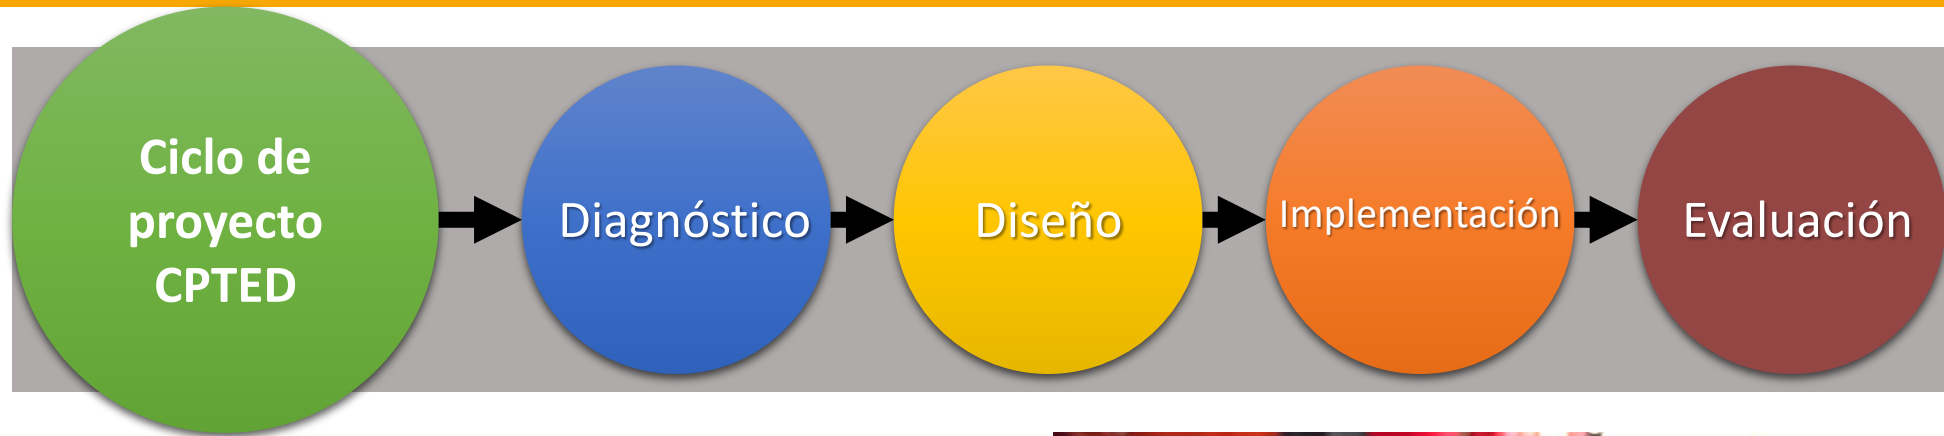 Ciclo de
proyecto
CPTED
Diagnóstico
Diseño
Implementación
Evaluación